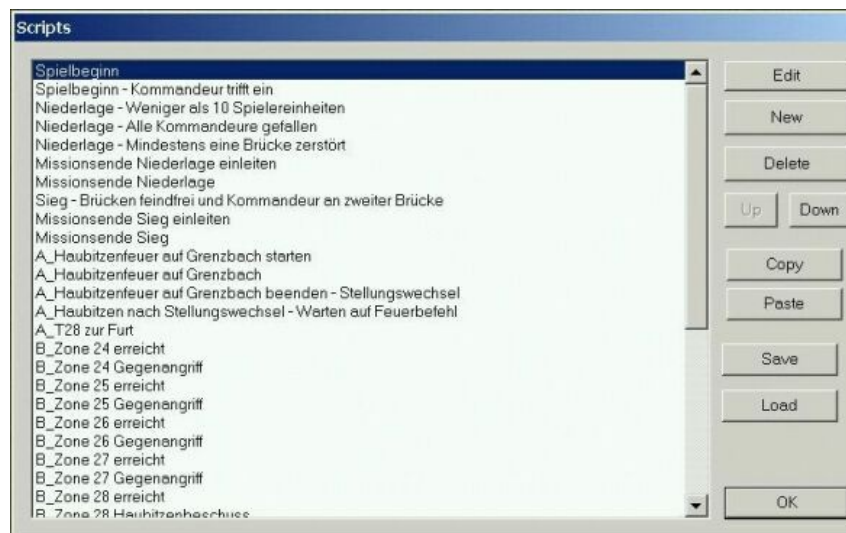 Scripts
Spielbeginn
Spielbeginn - Kommandeur trifft ein
Niederlage - Weniger als 10 Spielereinheiten
Niederlage - Alle Kommandeure gefallen
Niederlage - Mindestens eine Brücke zerstört
Missionsende Niederlage einleiten
Missionsende Niederlage
Sieg - Brücken feindfrei und Kommandeur an zweiter Brücke
Missionsende Sieg einleiten
Missionsende Sieg
A_Haubitzenfeuer auf Grenzbach starten
A_Haubitzenfeuer auf Grenzbach
A_Haubitzenfeuer auf Grenzbach beenden - Stellungswechsel
A_Haubitzen nach Stellungswechsel - Warten auf Feuerbefehl
A_T28 zur Furt
B_Zone 24 erreicht
B_Zone 24 Gegenangriff
B_Zone 25 erreicht
B_Zone 25 Gegenangriff
B_Zone 26 erreicht
B_Zone 26 Gegenangriff
B_Zone 27 erreicht
B_Zone 27 Gegenangriff
B_Zone 28 erreicht
B_Zone 28 Haubitzenbeschuss
Edit
New
Delete
Up Down
Copy
Paste
Save
Load
OK